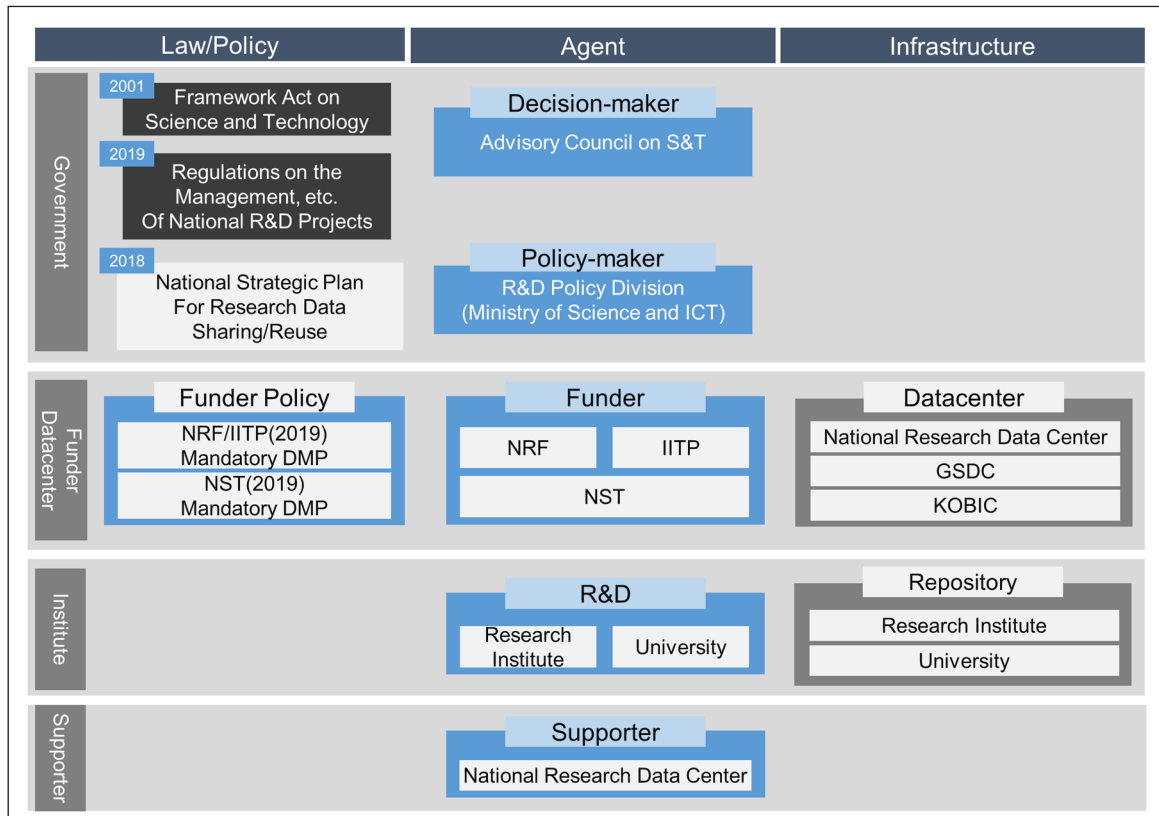 Law/Policy
Agent
Infrastructure
Government
2001
Framework Act on
Science and Technology
2019
Regulations on the
Management, etc.
Of National R&D Projects
2018
National Strategic Plan
For Research Data
Sharing/Reuse
Decision-maker
Advisory Council on S&T
Policy-maker
R&D Policy Division
(Ministry of Science and ICT)
Funder
Datacenter
Funder Policy
NRF/IITP(2019)
Mandatory DMP
NST(2019)
Mandatory DMP
Funder
NRF
IITP
NST
Datacenter
National Research Data Center
GSDC
KOBIC
Institute
R&D
Research
Institute
University
Repository
Research Institute
University
Supporter
Supporter
National Research Data Center